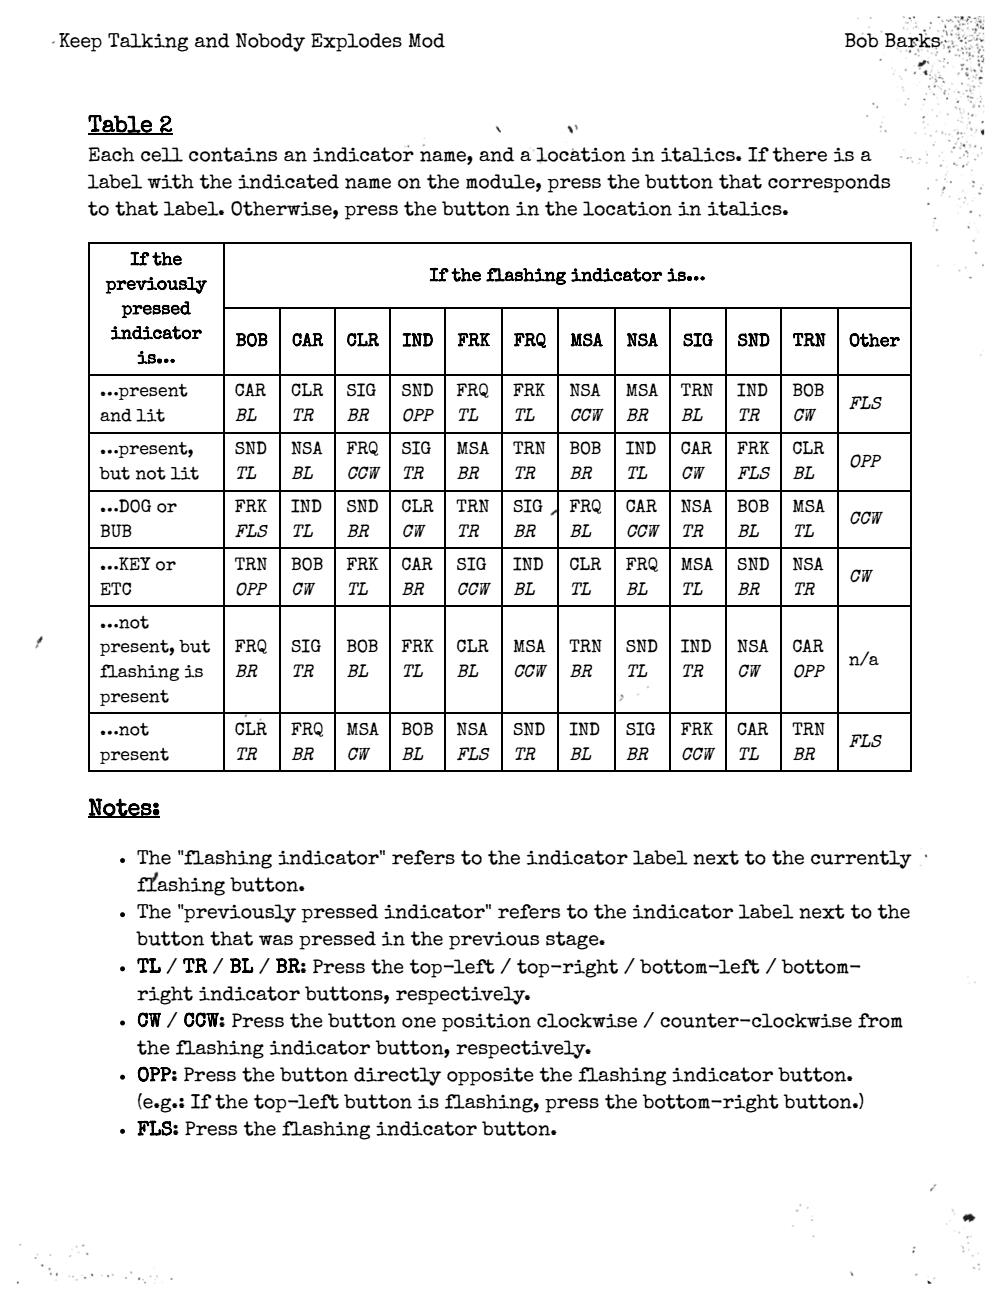 Keep Talking and Nobody Explodes Mod Bob Barks
Table 2
Each cell contains an indicator name, and a location in italics. If there is a
label with the indicated name on the module, press the button that corresponds
to that label. Otherwise, press the button in the location in italics.
If the previously pressed indicator is... If the flashing indicator is...
BOB CAR CLR IND FRK FRQ MSA NSA SIG SND TRN Other
...present CAR CLR SIG SND FRQ FRK NSA MSA TRN IND BOB FLS
and lit BL TR BR OPP TL TL CCW BR BL TR CW
...present, SND NSA FRQ SIG MSA TRN BOB IND CAR FRK CLR OPP
but not lit TL BL CCW TR BR TR BR TL CW FLS BL
...DOG or FRK IND SND CLR TRN SIG FRQ CAR NSA BOB MSA CCW
BUB FLS TL BR CW TR BR BL CCW TR BL TL
...KEY or TRN BOB FRK CAR SIG IND CLR FRQ MSA SND NSA CW
ETC OPP CW TL BR CCW BL TL BL TL BR TR
...not
present, but FRQ SIG BOB FRK CLR MSA TRN SND IND NSA CAR n/a
flashing is BR TR BL TL BL CCW BR TL TR CW OPP
present
...not CLR FRQ MSA BOB NSA SND IND SIG FRK CAR TRN FLS
present TR BR CW BL FLS TR BL BR CCW TL BR
Notes:
• The "flashing indicator" refers to the indicator label next to the currently
flashing button.
• The "previously pressed indicator" refers to the indicator label next to the
button that was pressed in the previous stage.
• TL / TR / BL / BR: Press the top-left / top-right / bottom-left / bottom-
right indicator buttons, respectively.
• CW / CCW: Press the button one position clockwise / counter-clockwise from
the flashing indicator button, respectively.
• OPP: Press the button directly opposite the flashing indicator button.
(e.g.: If the top-left button is flashing, press the bottom-right button.)
• FLS: Press the flashing indicator button.